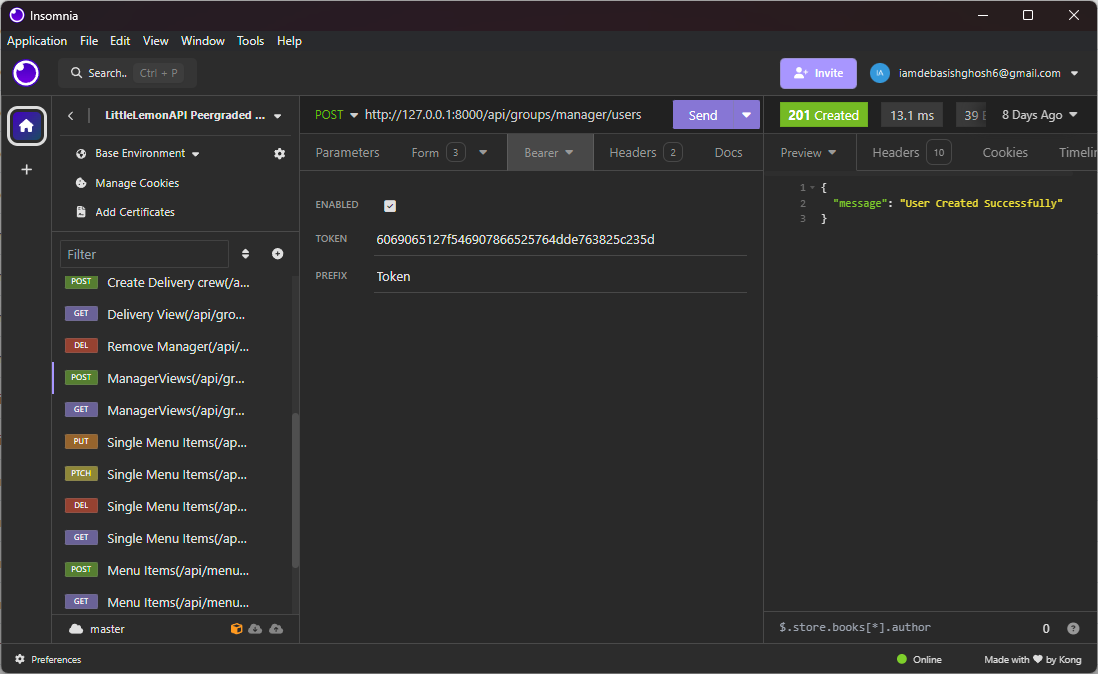 Insomnia
Application File Edit View Window Tools Help
Search.. Ctrl + P
Invite
IA
iamdebasishghosh6@gmail.com
LittleLemonAPI Peergraded ...
Base Environment
Manage Cookies
Add Certificates
Filter
POST Create Delivery crew(/a...
GET Delivery View(/api/gro...
DEL Remove Manager(/api/...
POST ManagerViews(/api/gr...
GET ManagerViews(/api/gr...
PUT Single Menu Items(/ap...
PTCH Single Menu Items(/ap...
DEL Single Menu Items(/ap...
GET Single Menu Items(/ap...
POST Menu Items(/api/menu...
GET Menu Items(/api/menu...
master
POST http://127.0.0.1:8000/api/groups/manager/users Send
Parameters Form 3 Bearer Headers 2 Docs
ENABLED
TOKEN 6069065127f546907866525764dde763825c235d
PREFIX Token
201 Created 13.1 ms 39 8 Days Ago
Preview Headers 10 Cookies Timelin
1 {
2 "message": "User Created Successfully"
3 }
$.store.books[*].author 0 ?
Preferences
Online
Made with ♥ by Kong